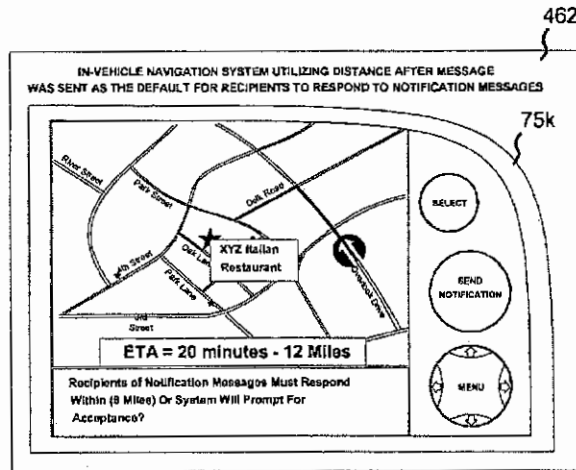 462
IN-VEHICLE NAVIGATION SYSTEM UTILIZING DISTANCE AFTER MESSAGE
WAS SENT AS THE DEFAULT FOR RECIPIENTS TO RESPOND TO NOTIFICATION MESSAGES
75k
River Street
Park Street
Oak Road
SELECT
Oak Lane
XYZ Italian
Restaurant
Overlook Drive
4th Street
Park Lane
SEND
NOTIFICATION
3rd
Street
ETA = 20 minutes - 12 Miles
MENU
Recipients of Notification Messages Must Respond
Within (8 Miles) Or System Will Prompt For
Acceptance?